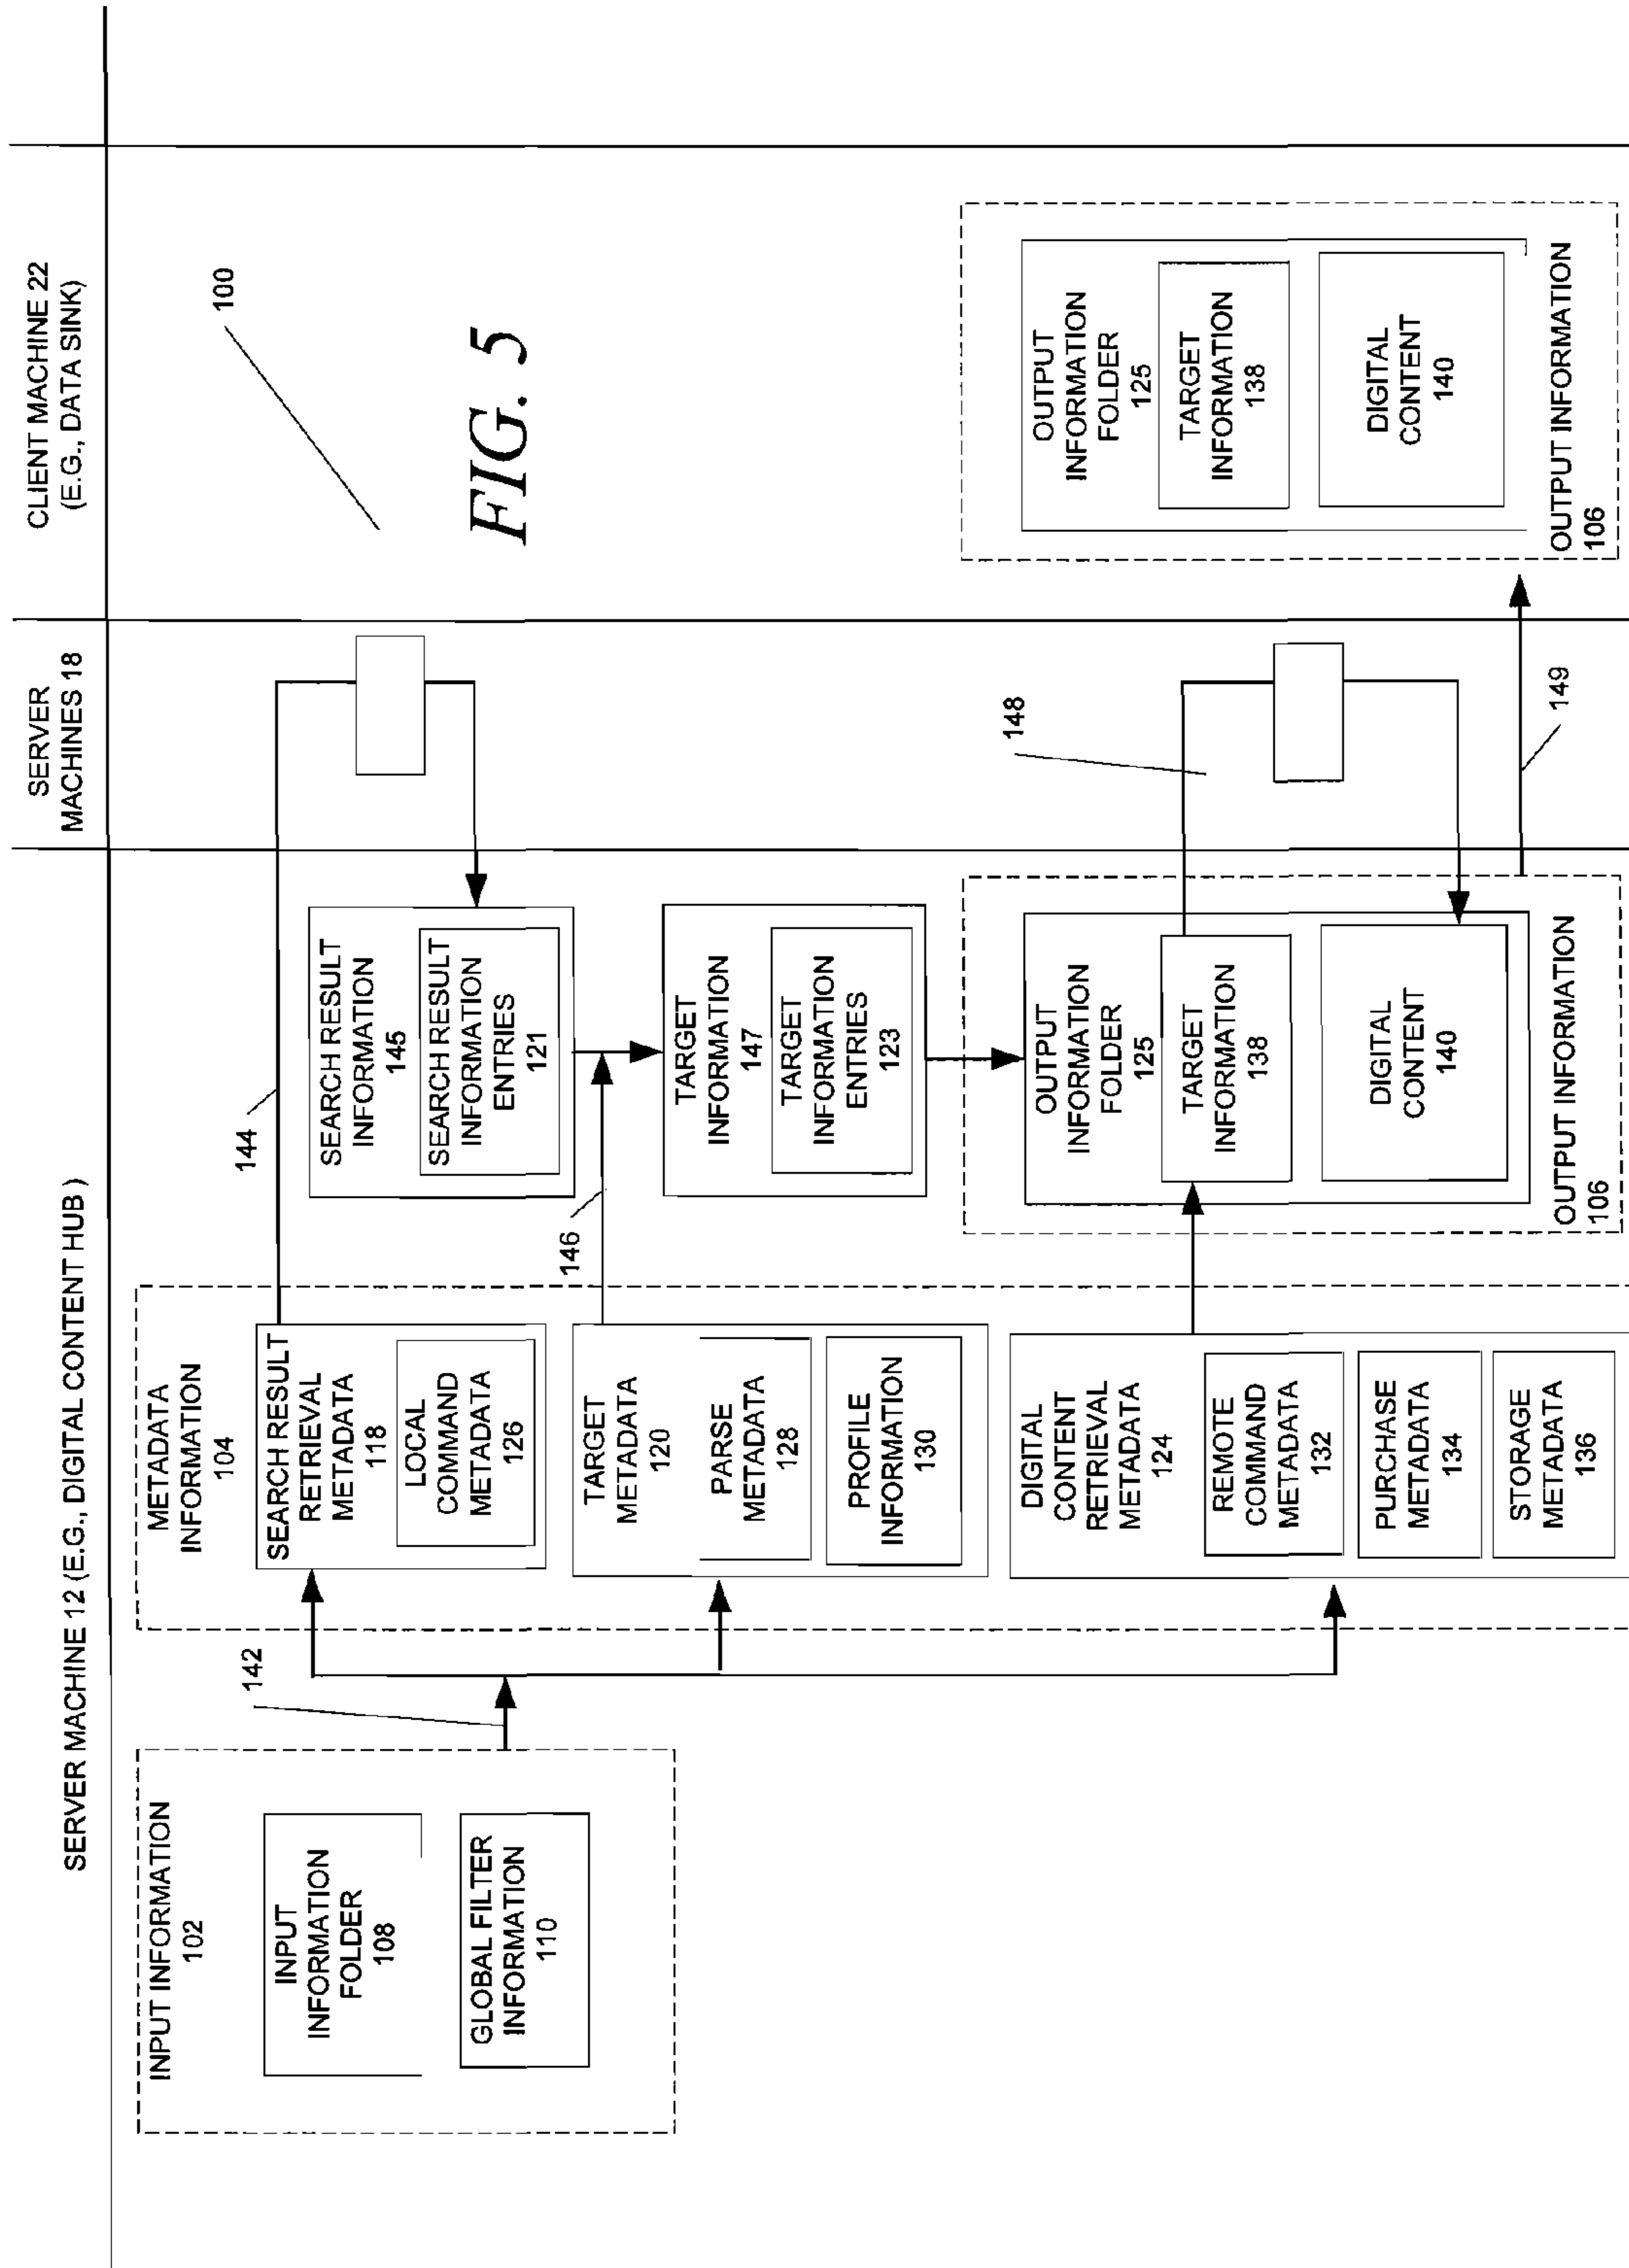 SERVER MACHINE 12 (E.G., DIGITAL CONTENT HUB )
SERVER
MACHINES 18
CLIENT MACHINE 22
(E.G., DATA SINK)
INPUT INFORMATION
102
INPUT
INFORMATION
FOLDER
108
GLOBAL FILTER
INFORMATION
110
142
METADATA
INFORMATION
104
SEARCH RESULT
RETRIEVAL
METADATA
118
LOCAL
COMMAND
METADATA
126
TARGET
METADATA
120
PARSE
METADATA
128
PROFILE
INFORMATION
130
DIGITAL
CONTENT
RETRIEVAL
METADATA
124
REMOTE
COMMAND
METADATA
132
PURCHASE
METADATA
134
STORAGE
METADATA
136
144
146
SEARCH RESULT
INFORMATION
145
SEARCH RESULT
INFORMATION
ENTRIES
121
TARGET
INFORMATION
147
TARGET
INFORMATION
ENTRIES
123
OUTPUT
INFORMATION
FOLDER
125
TARGET
INFORMATION
138
DIGITAL
CONTENT
140
OUTPUT INFORMATION
106
148
149
100
FIG. 5
OUTPUT
INFORMATION
FOLDER
125
TARGET
INFORMATION
138
DIGITAL
CONTENT
140
OUTPUT INFORMATION
106